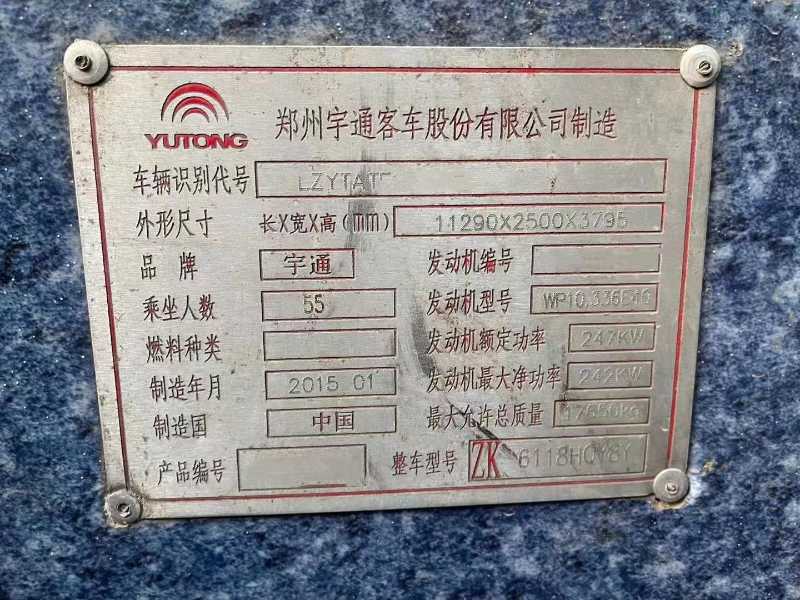 YUTONG 郑州宇通客车股份有限公司制造
车辆识别代号 LZYTAT
外形尺寸 长X宽X高(mm) 11290X2500X3795
品牌 宇通 发动机编号
乘坐人数 55 发动机型号 WP10.336E40
燃料种类 发动机额定功率 247KW
制造年月 2015 01 发动机最大净功率 242KW
制造国 中国 最大允许总质量 17650kg
产品编号 整车型号 ZK 6118HQY8Y